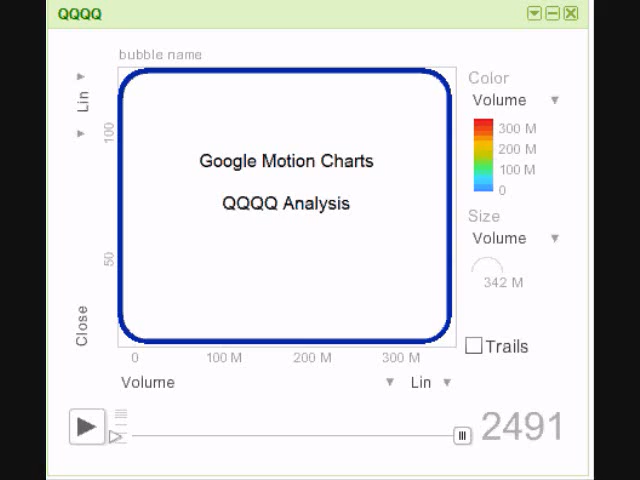 QQQQ
bubble name
Lin
100
50
Close
Google Motion Charts
QQQQ Analysis
0
100 M
200 M
300 M
Volume
Lin
Color
Volume
300 M
200 M
100 M
0
Size
Volume
342 M
Trails
2491